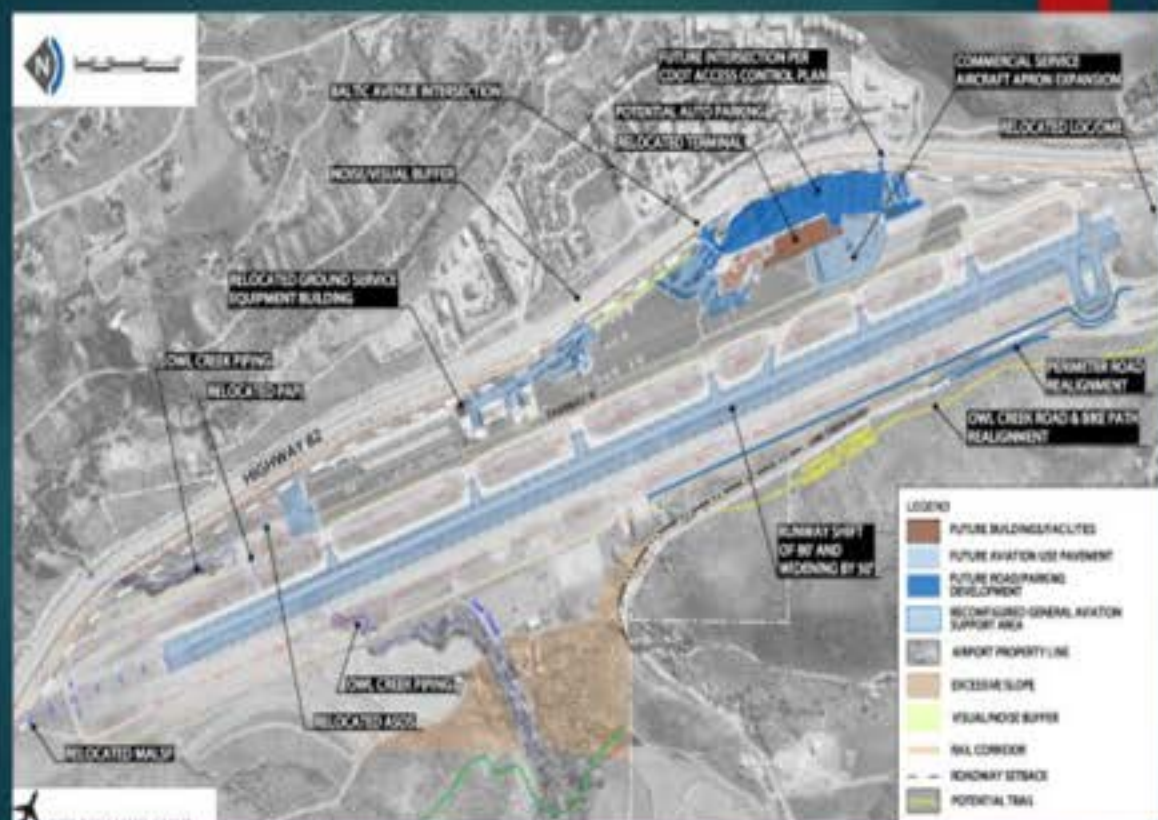 N
BALTIC AVENUE INTERSECTION
NOISE/VISUAL BUFFER
FUTURE INTERSECTION PER
CDOT ACCESS CONTROL PLAN
POTENTIAL AUTO PARKING
RELOCATED TERMINAL
COMMERCIAL SERVICE
AIRCRAFT APRON EXPANSION
RELOCATED LOC/DME
RELOCATED GROUND SERVICE
EQUIPMENT BUILDING
OWL CREEK PIPING
RELOCATED PAPI
HIGHWAY 82
TAXIWAY A
PERIMETER ROAD
REALIGNMENT
OWL CREEK ROAD & BIKE PATH
REALIGNMENT
RUNWAY SHIFT
OF 80' AND
WIDENING BY 50'
OWL CREEK PIPING
RELOCATED ASOS
RELOCATED MALSF
LEGEND
FUTURE BUILDINGS/FACILITIES
FUTURE AVIATION USE PAVEMENT
FUTURE ROAD/PARKING
DEVELOPMENT
RECONFIGURED GENERAL AVIATION
SUPPORT AREA
AIRPORT PROPERTY LINE
EXCESSIVE SLOPE
VISUAL/NOISE BUFFER
RAIL CORRIDOR
ROADWAY SETBACK
POTENTIAL TRAIL